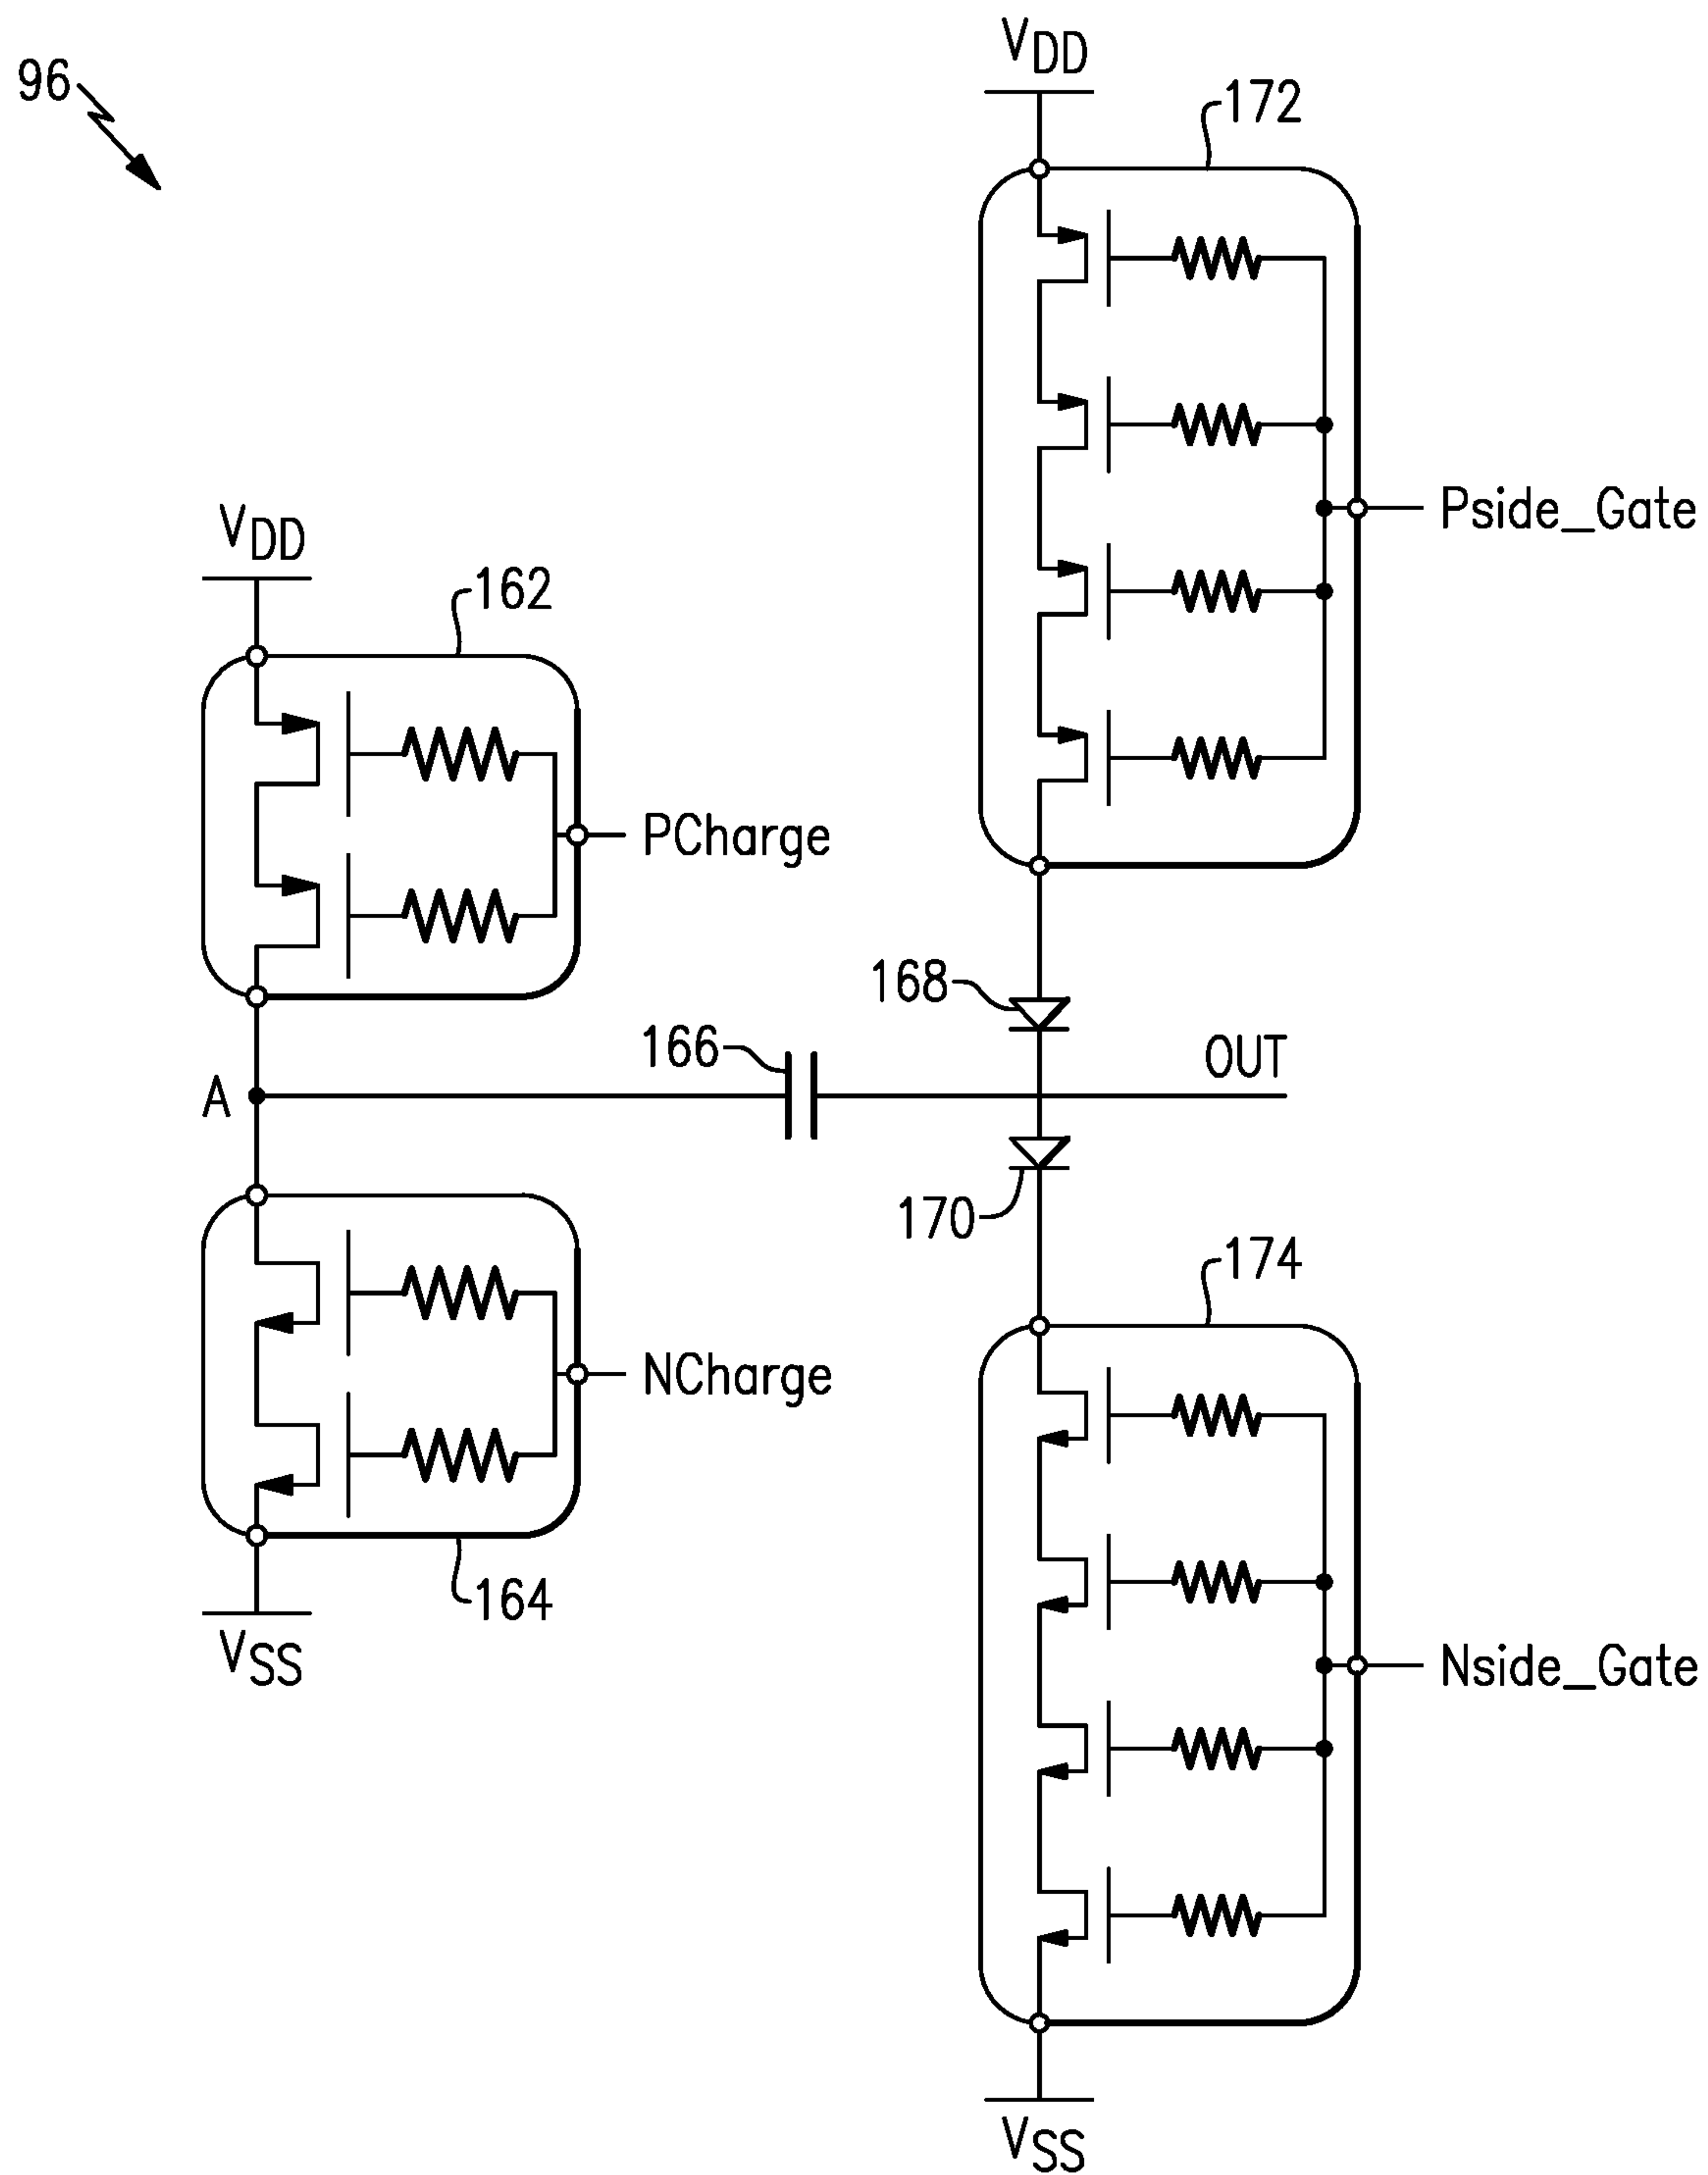 96
VDD
172
Pside_Gate
VDD
162
PCharge
168
166
OUT
A
170
174
NCharge
164
VSS
Nside_Gate
VSS